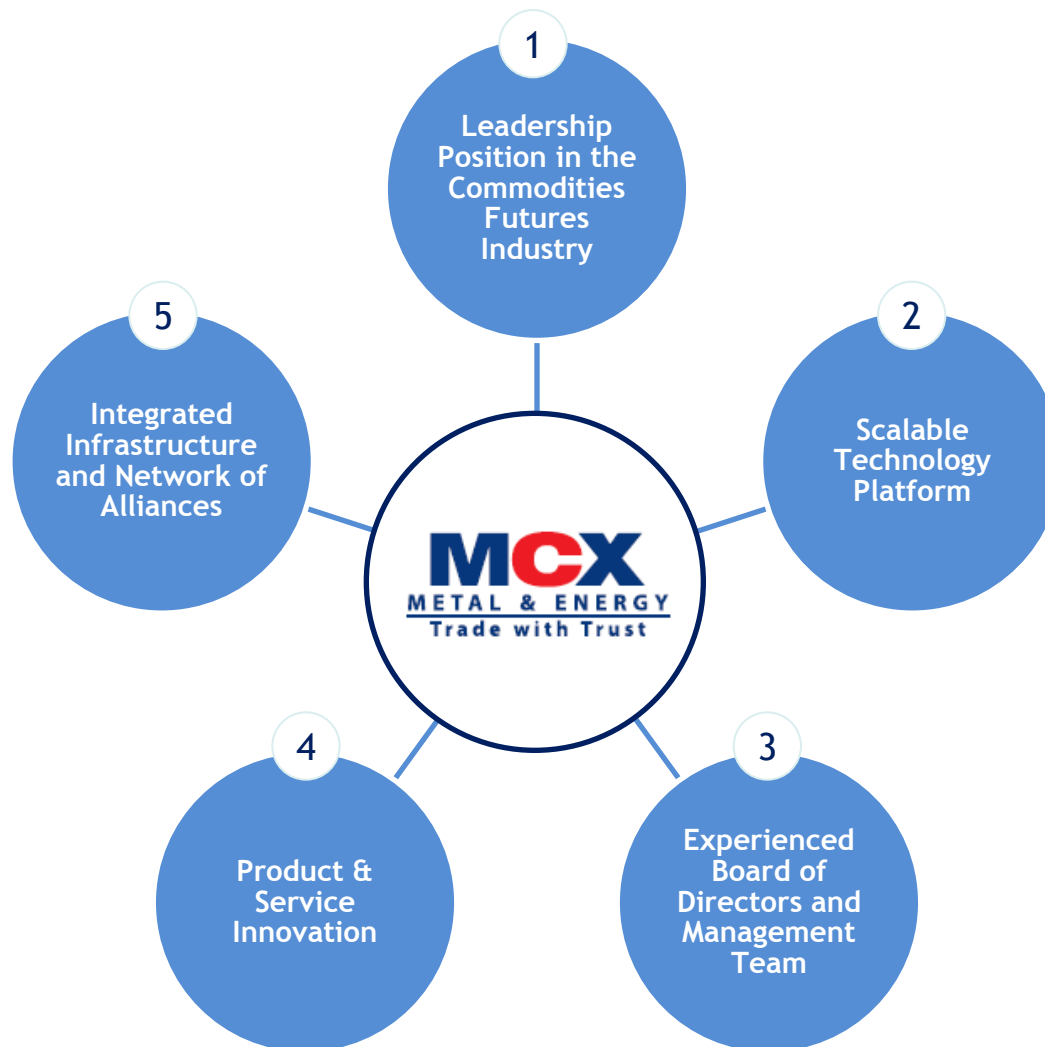 1
Leadership
Position in the
Commodities
Futures
Industry
2
Scalable
Technology
Platform
3
Experienced
Board of
Directors and
Management
Team
4
Product &
Service
Innovation
5
Integrated
Infrastructure
and Network of
Alliances
MCX
METAL & ENERGY
Trade with Trust